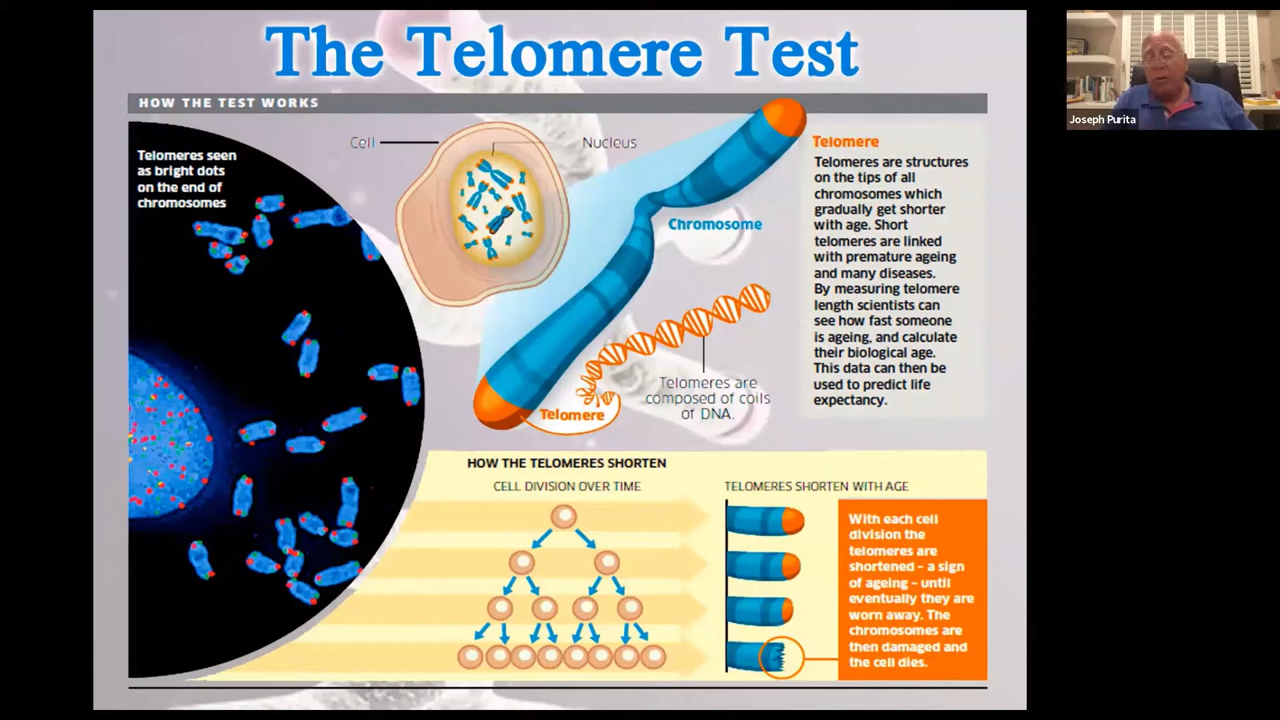 The Telomere Test
HOW THE TEST WORKS
Telomeres seen
as bright dots
on the end of
chromosomes
Cell
Nucleus
Chromosome
Telomere
Telomeres are
composed of coils
of DNA.
Telomere
Telomeres are structures
on the tips of all
chromosomes which
gradually get shorter
with age. Short
telomeres are linked
with premature ageing
and many diseases.
By measuring telomere
length scientists can
see how fast someone
is ageing, and calculate
their biological age.
This data can then be
used to predict life
expectancy.
HOW THE TELOMERES SHORTEN
CELL DIVISION OVER TIME
TELOMERES SHORTEN WITH AGE
With each cell
division the
telomeres are
shortened – a sign
of ageing – until
eventually they are
worn away. The
chromosomes are
then damaged and
the cell dies.
Joseph Purita